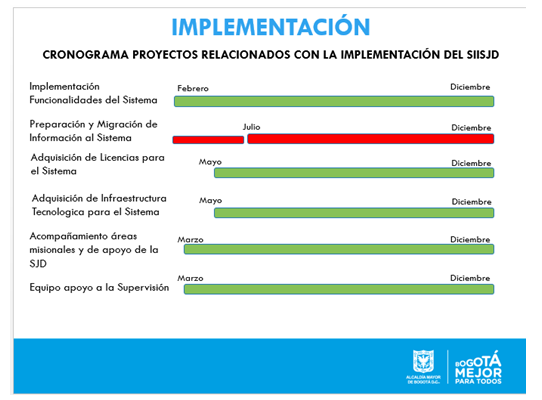 IMPLEMENTACIÓN
CRONOGRAMA PROYECTOS RELACIONADOS CON LA IMPLEMENTACIÓN DEL SIISJD
Implementación
Funcionalidades del Sistema
Febrero
Diciembre
Preparación y Migración de
Información al Sistema
Julio
Diciembre
Adquisición de Licencias para
el Sistema
Mayo
Diciembre
Adquisición de Infraestructura
Tecnologica para el Sistema
Mayo
Diciembre
Acompañamiento áreas
misionales y de apoyo de la
SJD
Marzo
Diciembre
Equipo apoyo a la Supervisión
Marzo
Diciembre
ALCALDÍA MAYOR
DE BOGOTÁ D.C.
BOGOTÁ
MEJOR
PARA TODOS